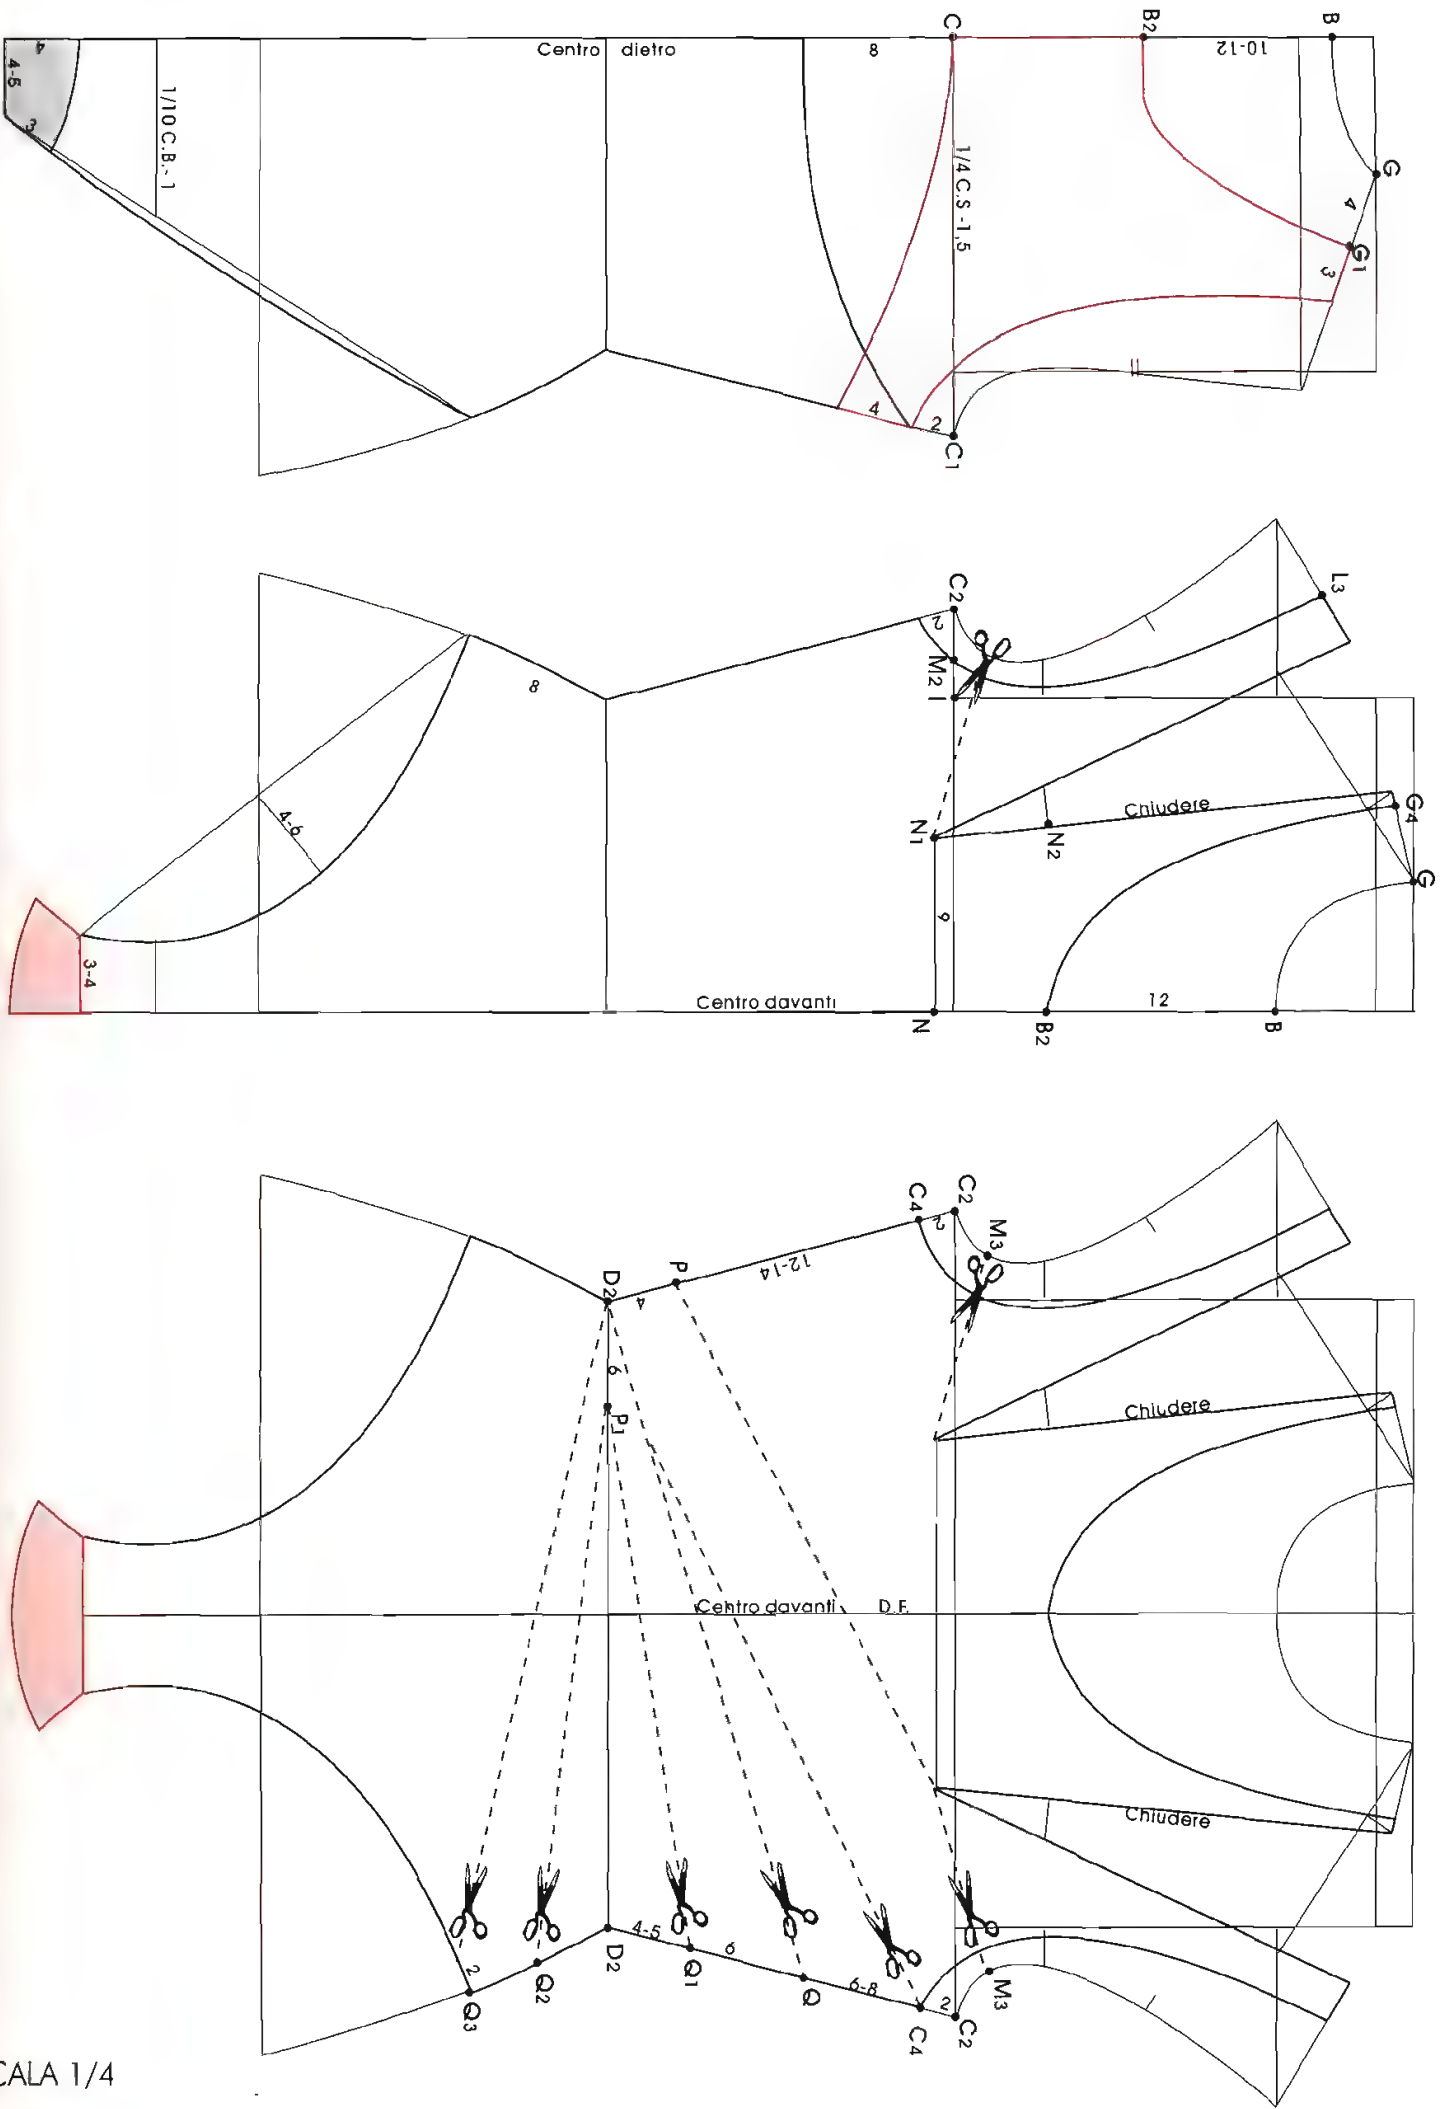 B
B2
C
10-12
8
Centro dietro
4
4-5
3
1/10 C.B.-1
1/4 C.S -1,5
G
4
G1
3
4
2
C1
L3
C2
2
M2
I
8
4-6
Chiudere
G4
N1
N2
G
9
3-4
Centro davanti
N
B2
12
B
C2
C4
2
M3
P
12-14
D2
4
6
P1
Chiudere
Centro davanti D.F.
Chiudere
2
Q3
Q2
D2
4-5
Q1
6
Q
6-8
C4
2
C2
M3
CALA 1/4